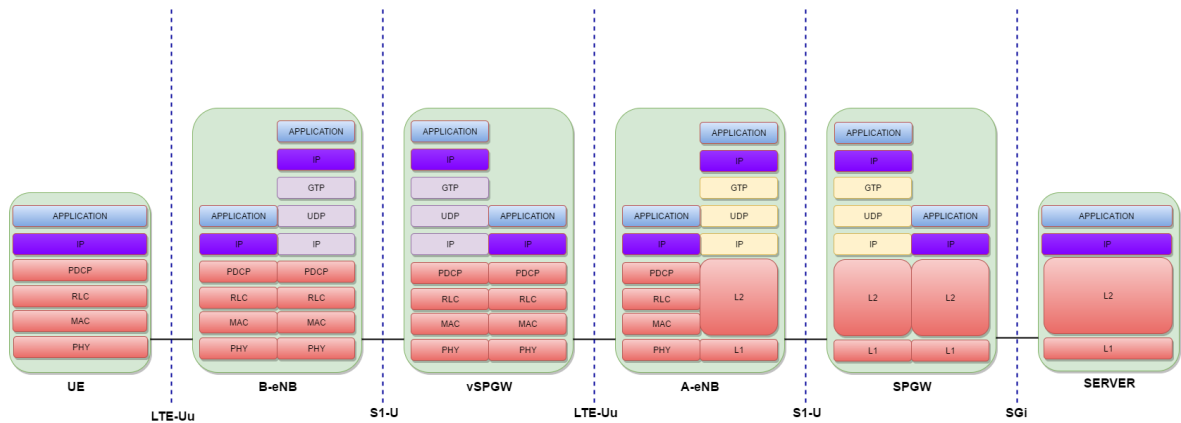 APPLICATION
IP
PDCP
RLC
MAC
PHY
UE
LTE-Uu
APPLICATION
IP
GTP
APPLICATION UDP
IP IP
PDCP PDCP
RLC RLC
MAC MAC
PHY PHY
B-eNB
S1-U
APPLICATION
IP
GTP
UDP APPLICATION
IP IP
PDCP PDCP
RLC RLC
MAC MAC
PHY PHY
vSPGW
LTE-Uu
APPLICATION
IP
GTP
APPLICATION UDP
IP IP
PDCP
RLC L2
MAC
PHY L1
A-eNB
S1-U
APPLICATION
IP
GTP
UDP APPLICATION
IP IP
L2 L2
L1 L1
SPGW
SGi
APPLICATION
IP
L2
L1
SERVER